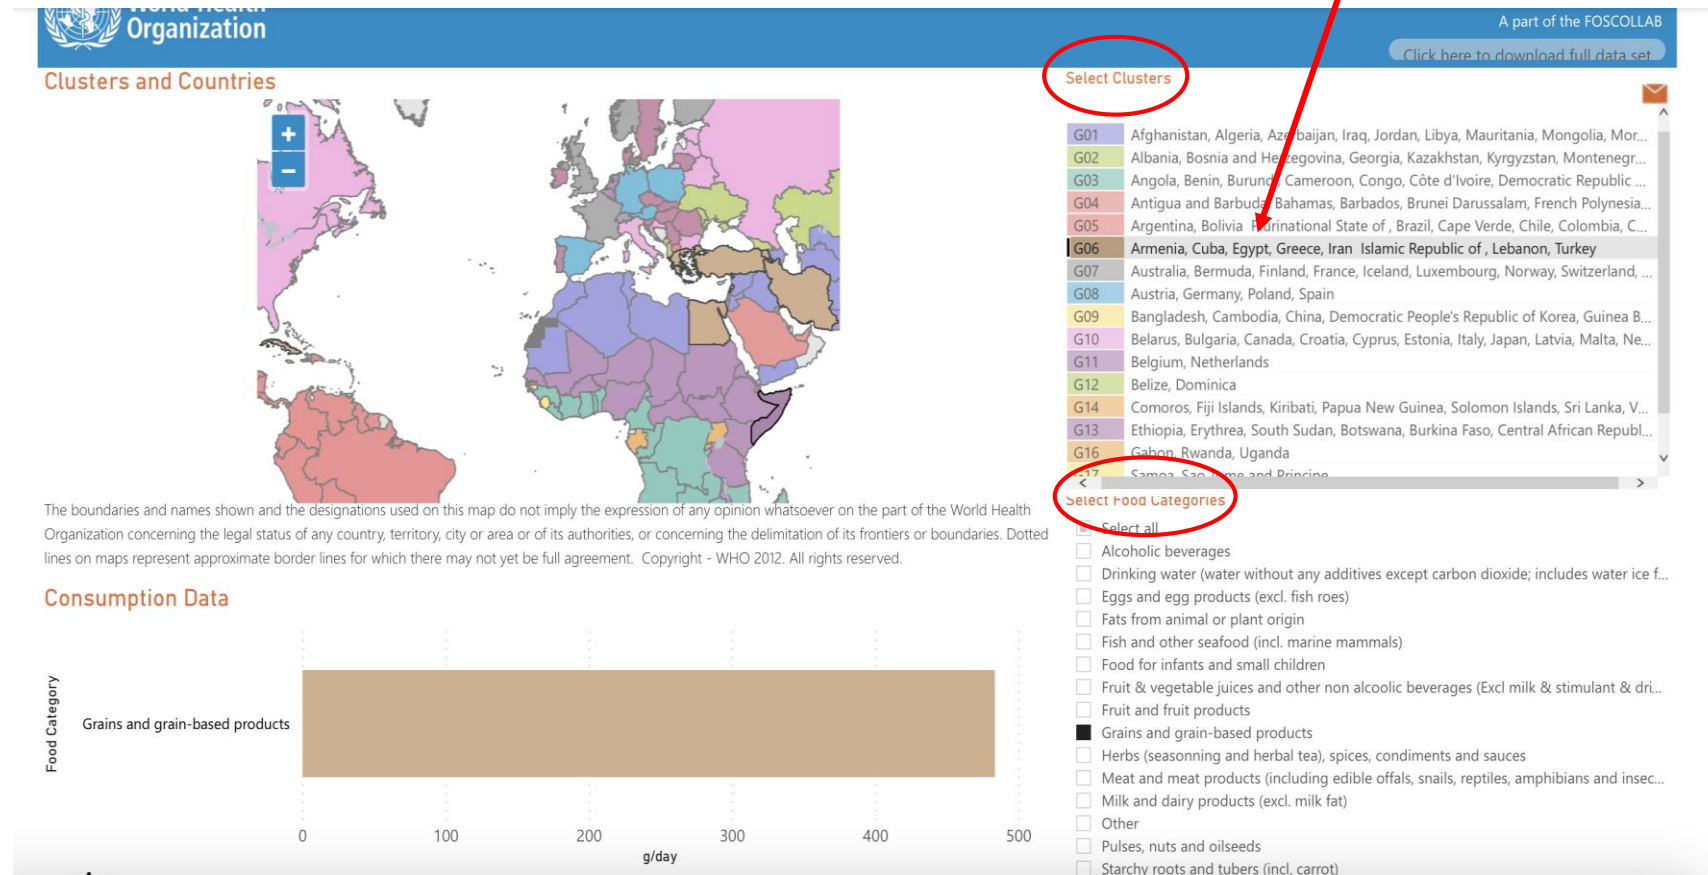 World Health
Organization
A part of the FOSCOLLAB
Click here to download full data set
Clusters and Countries
Select Clusters
+
−
G01 Afghanistan, Algeria, Azerbaijan, Iraq, Jordan, Libya, Mauritania, Mongolia, Mor...
G02 Albania, Bosnia and Herzegovina, Georgia, Kazakhstan, Kyrgyzstan, Montenegr...
G03 Angola, Benin, Burundi, Cameroon, Congo, Côte d'Ivoire, Democratic Republic ...
G04 Antigua and Barbuda, Bahamas, Barbados, Brunei Darussalam, French Polynesia...
G05 Argentina, Bolivia Plurinational State of , Brazil, Cape Verde, Chile, Colombia, C...
G06 Armenia, Cuba, Egypt, Greece, Iran Islamic Republic of , Lebanon, Turkey
G07 Australia, Bermuda, Finland, France, Iceland, Luxembourg, Norway, Switzerland, ...
G08 Austria, Germany, Poland, Spain
G09 Bangladesh, Cambodia, China, Democratic People's Republic of Korea, Guinea B...
G10 Belarus, Bulgaria, Canada, Croatia, Cyprus, Estonia, Italy, Japan, Latvia, Malta, Ne...
G11 Belgium, Netherlands
G12 Belize, Dominica
G14 Comoros, Fiji Islands, Kiribati, Papua New Guinea, Solomon Islands, Sri Lanka, V...
G13 Ethiopia, Erythrea, South Sudan, Botswana, Burkina Faso, Central African Republ...
G16 Gabon, Rwanda, Uganda
G17 Samoa, Sao Tome and Principe
The boundaries and names shown and the designations used on this map do not imply the expression of any opinion whatsoever on the part of the World Health
Organization concerning the legal status of any country, territory, city or area or of its authorities, or concerning the delimitation of its frontiers or boundaries. Dotted
lines on maps represent approximate border lines for which there may not yet be full agreement. Copyright - WHO 2012. All rights reserved.
Select Food Categories
Select all
Alcoholic beverages
Drinking water (water without any additives except carbon dioxide; includes water ice f...
Eggs and egg products (excl. fish roes)
Fats from animal or plant origin
Fish and other seafood (incl. marine mammals)
Food for infants and small children
Fruit & vegetable juices and other non alcoolic beverages (Excl milk & stimulant & dri...
Fruit and fruit products
Grains and grain-based products
Herbs (seasonning and herbal tea), spices, condiments and sauces
Meat and meat products (including edible offals, snails, reptiles, amphibians and insec...
Milk and dairy products (excl. milk fat)
Other
Pulses, nuts and oilseeds
Starchy roots and tubers (incl. carrot)
Consumption Data
Food Category
Grains and grain-based products
0 100 200 300 400 500
g/day